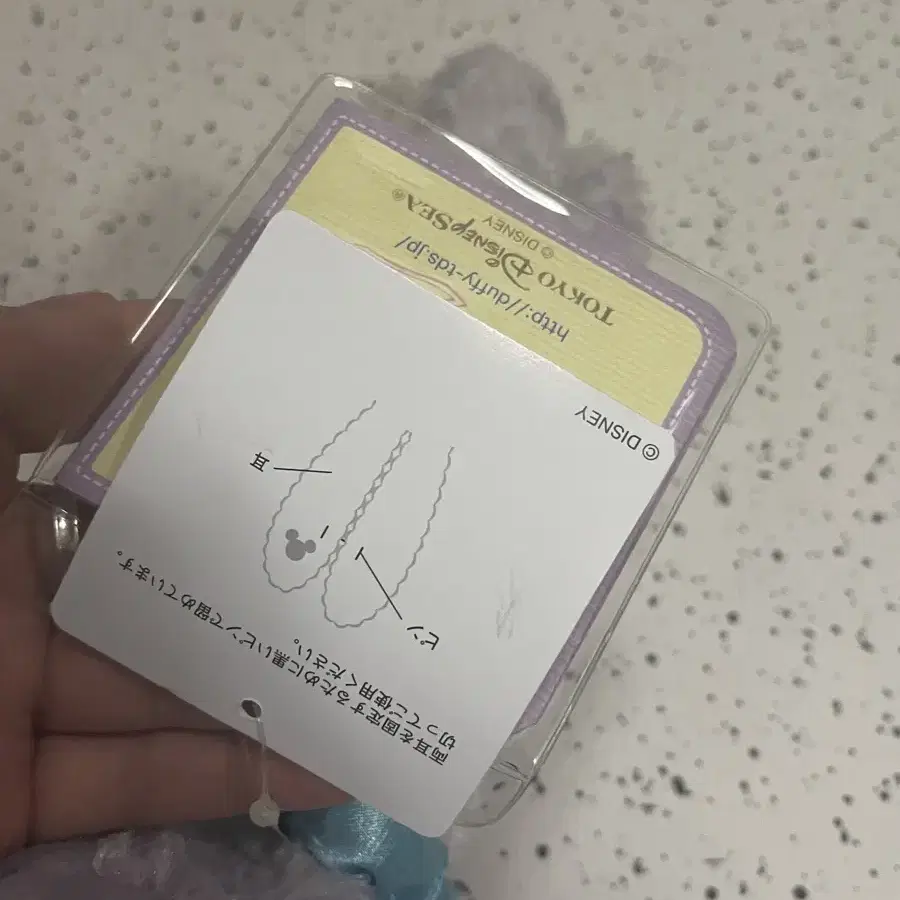 両耳を固定するために黒いピンで留めています。
切ってご使用ください。
ピン
耳
© DISNEY
http://duffy-tds.jp/
TOKYO DISNEYSEA®
© DISNEY